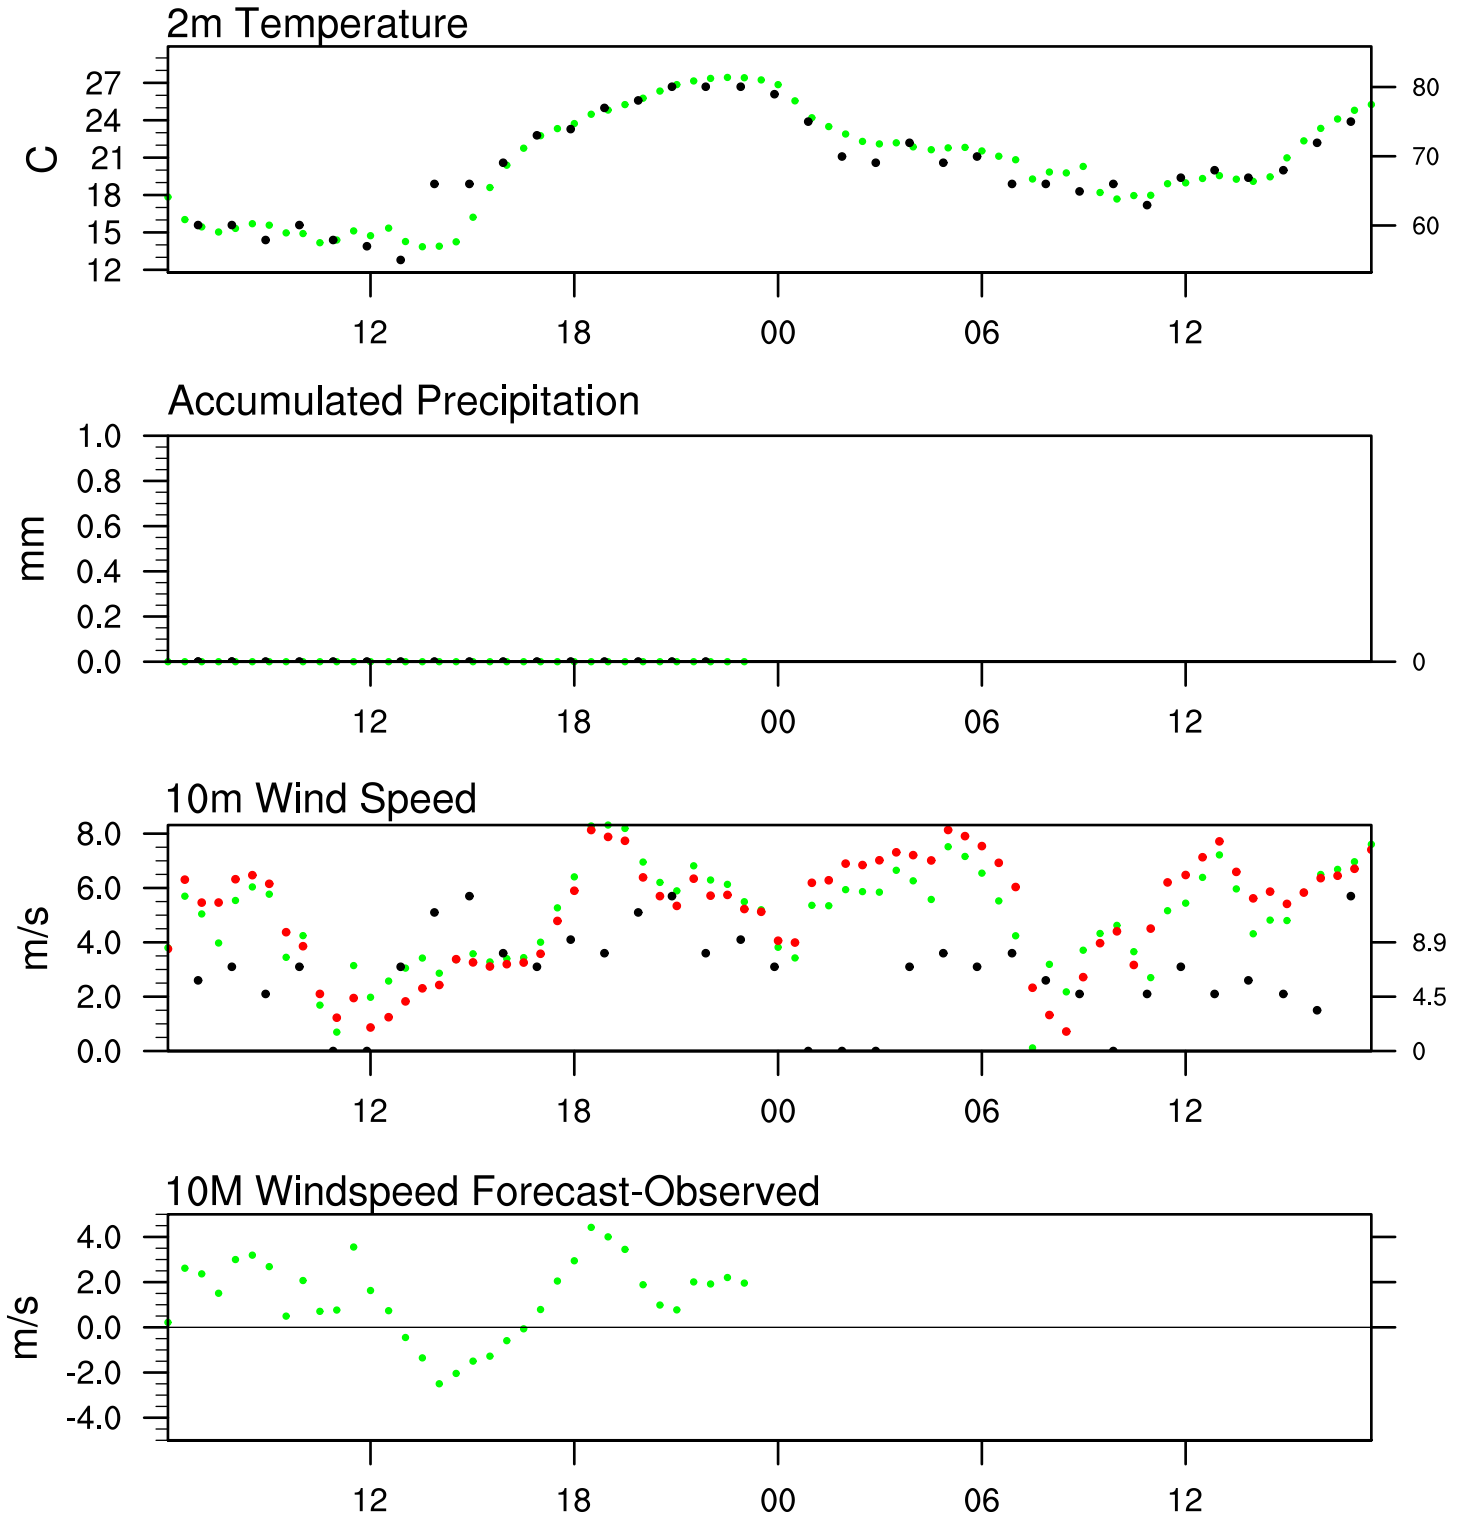 2m Temperature
27
24
21
18
15
12
C
80
70
60
12 18 00 06 12
Accumulated Precipitation
1.0
0.8
0.6
0.4
0.2
0.0
mm
0
12 18 00 06 12
10m Wind Speed
8.0
6.0
4.0
2.0
0.0
m/s
8.9
4.5
0
12 18 00 06 12
10M Windspeed Forecast-Observed
4.0
2.0
0.0
-2.0
-4.0
m/s
12 18 00 06 12